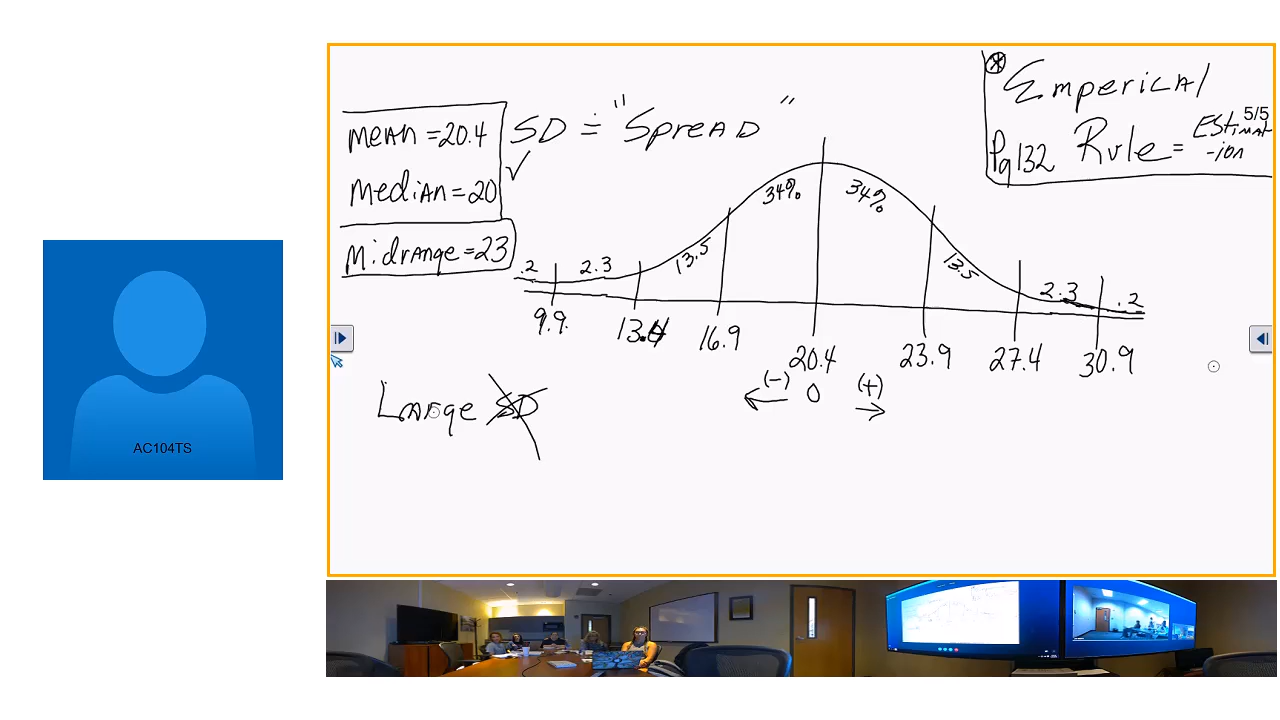 mean = 20.4
median = 20
Midrange = 23
SD ≐ "Spread"
✓
* Emperical
5/5
Pg 132 Rule = Estimat
-ion
34% 34%
13.5 13.5
.2 2.3 2.3 .2
9.9. 13.4 16.9 20.4 23.9 27.4 30.9
(-) 0 (+)
Large SD
AC104TS